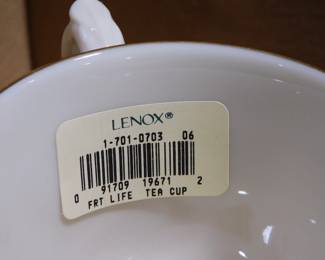 LENOX®
1-701-0703 06
0 91709 19671 2
FRT LIFE TEA CUP